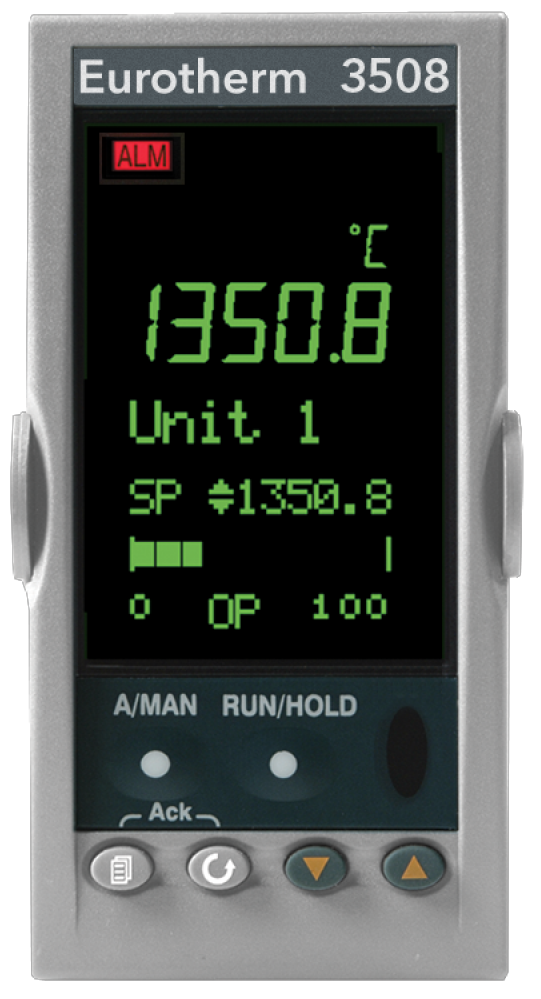 Eurotherm 3508
ALM
°C
1350.8
Unit 1
SP 1350.8
0 OP 100
A/MAN RUN/HOLD
Ack